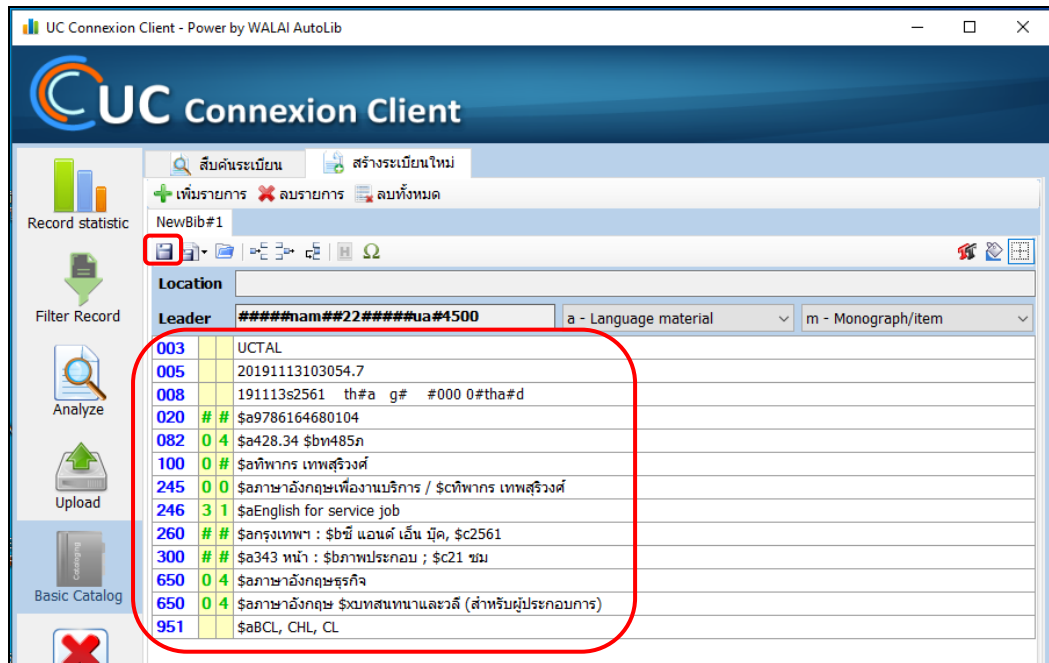 UC Connexion Client - Power by WALAI AutoLib
UC Connexion Client
สืบค้นระเบียน สร้างระเบียนใหม่
เพิ่มรายการ ลบรายการ ลบทั้งหมด
Record statistic
NewBib#1
H Ω
Location
Filter Record
Leader #####nam##22#####ua#4500 a - Language material m - Monograph/item
003 UCTAL
005 20191113103054.7
008 191113s2561 th#a g# #000 0#tha#d
Analyze
020 # # $a9786164680104
082 0 4 $a428.34 $bท485ภ
100 0 # $aทิพากร เทพสุริวงศ์
245 0 0 $aภาษาอังกฤษเพื่องานบริการ / $cทิพากร เทพสุริวงศ์
Upload
246 3 1 $aEnglish for service job
260 # # $aกรุงเทพฯ : $bซี แอนด์ เอ็น บุ๊ค, $c2561
300 # # $a343 หน้า : $bภาพประกอบ ; $c21 ซม
Cataloging
650 0 4 $aภาษาอังกฤษธุรกิจ
Basic Catalog
650 0 4 $aภาษาอังกฤษ $xบทสนทนาและวลี (สำหรับผู้ประกอบการ)
951 $aBCL, CHL, CL